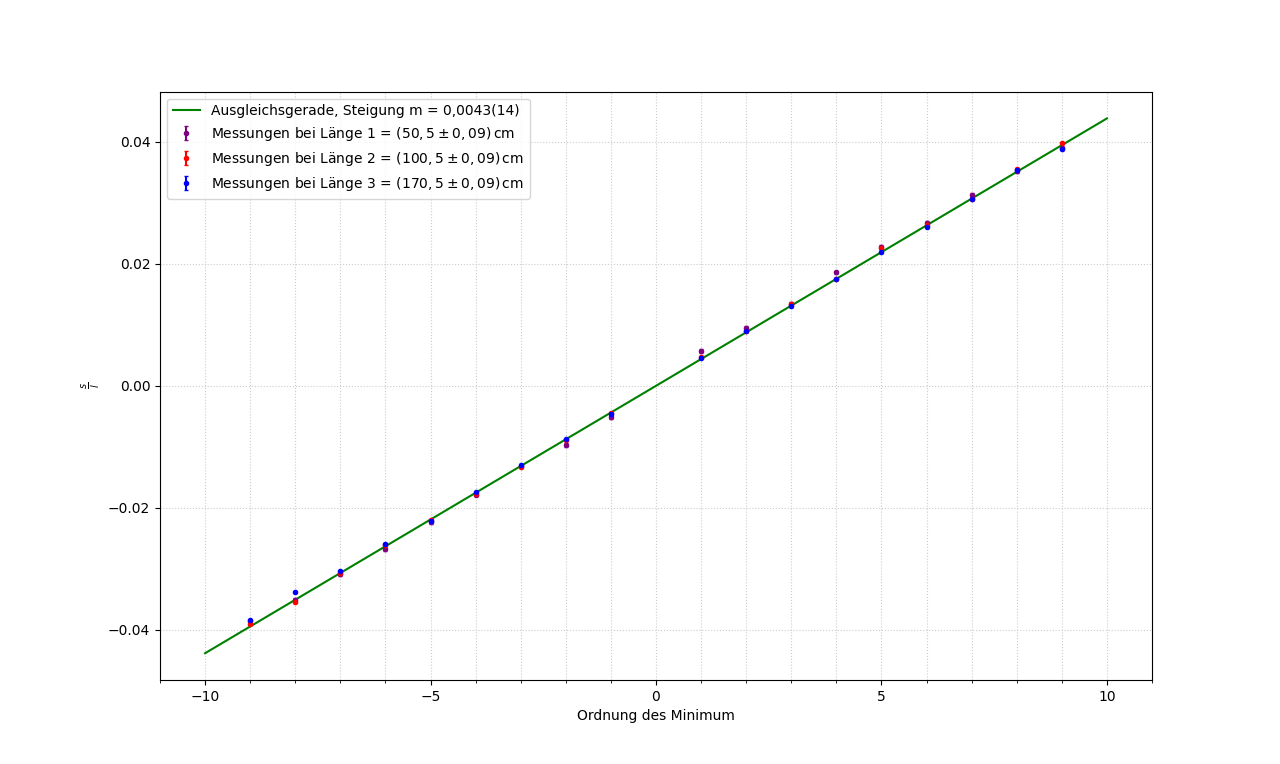 Ausgleichsgerade, Steigung m = 0,0043(14)
Messungen bei Länge 1 = (50, 5 ± 0, 09) cm
Messungen bei Länge 2 = (100, 5 ± 0, 09) cm
Messungen bei Länge 3 = (170, 5 ± 0, 09) cm
0.04
0.02
0.00
−0.02
−0.04
s/l
−10
−5
0
5
10
Ordnung des Minimum